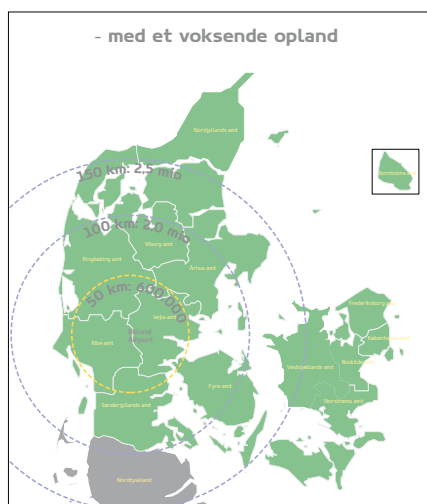 - med et voksende opland
Nordjyllands amt
150 km: 2,5 mio
Bornholms amt
100 km: 2,0 mio
Viborg amt
Ringkøbing amt
Århus amt
50 km: 600.000
Frederiksborg amt
Vejle amt
Billund
Airport
Ribe amt
Københavns amt
Roskilde amt
Vestsjællands amt
Fyns amt
Storstrøms amt
Sønderjyllands amt
Nordtyskland